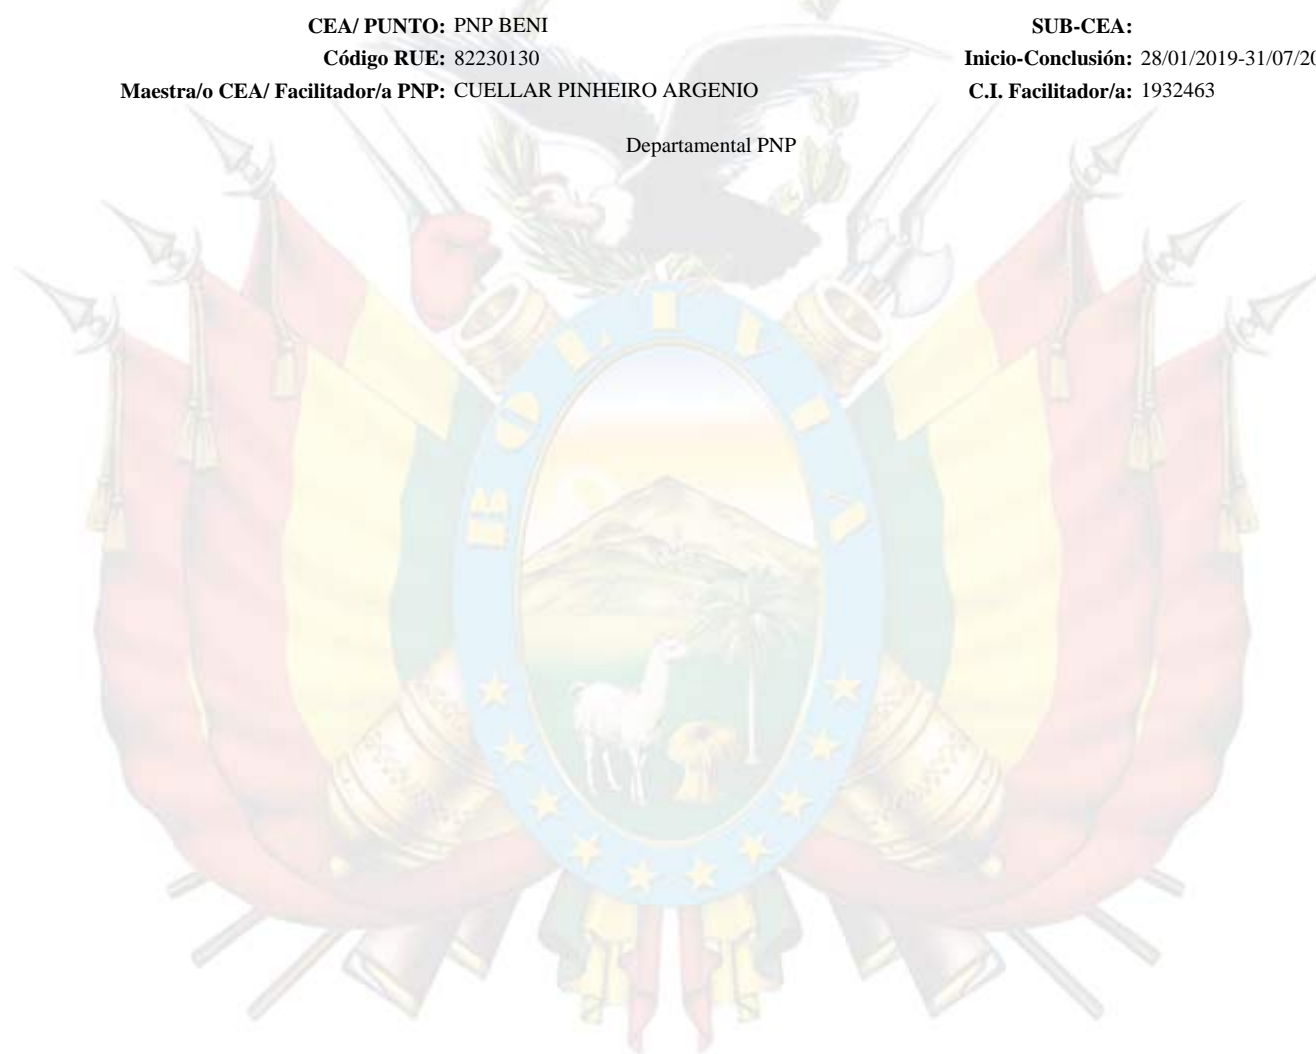 CEA/ PUNTO: PNP BENI SUB-CEA:
Código RUE: 82230130 Inicio-Conclusión: 28/01/2019-31/07/20
Maestra/o CEA/ Facilitador/a PNP: CUELLAR PINHEIRO ARGENIO C.I. Facilitador/a: 1932463
Departamental PNP
BOLIVIA